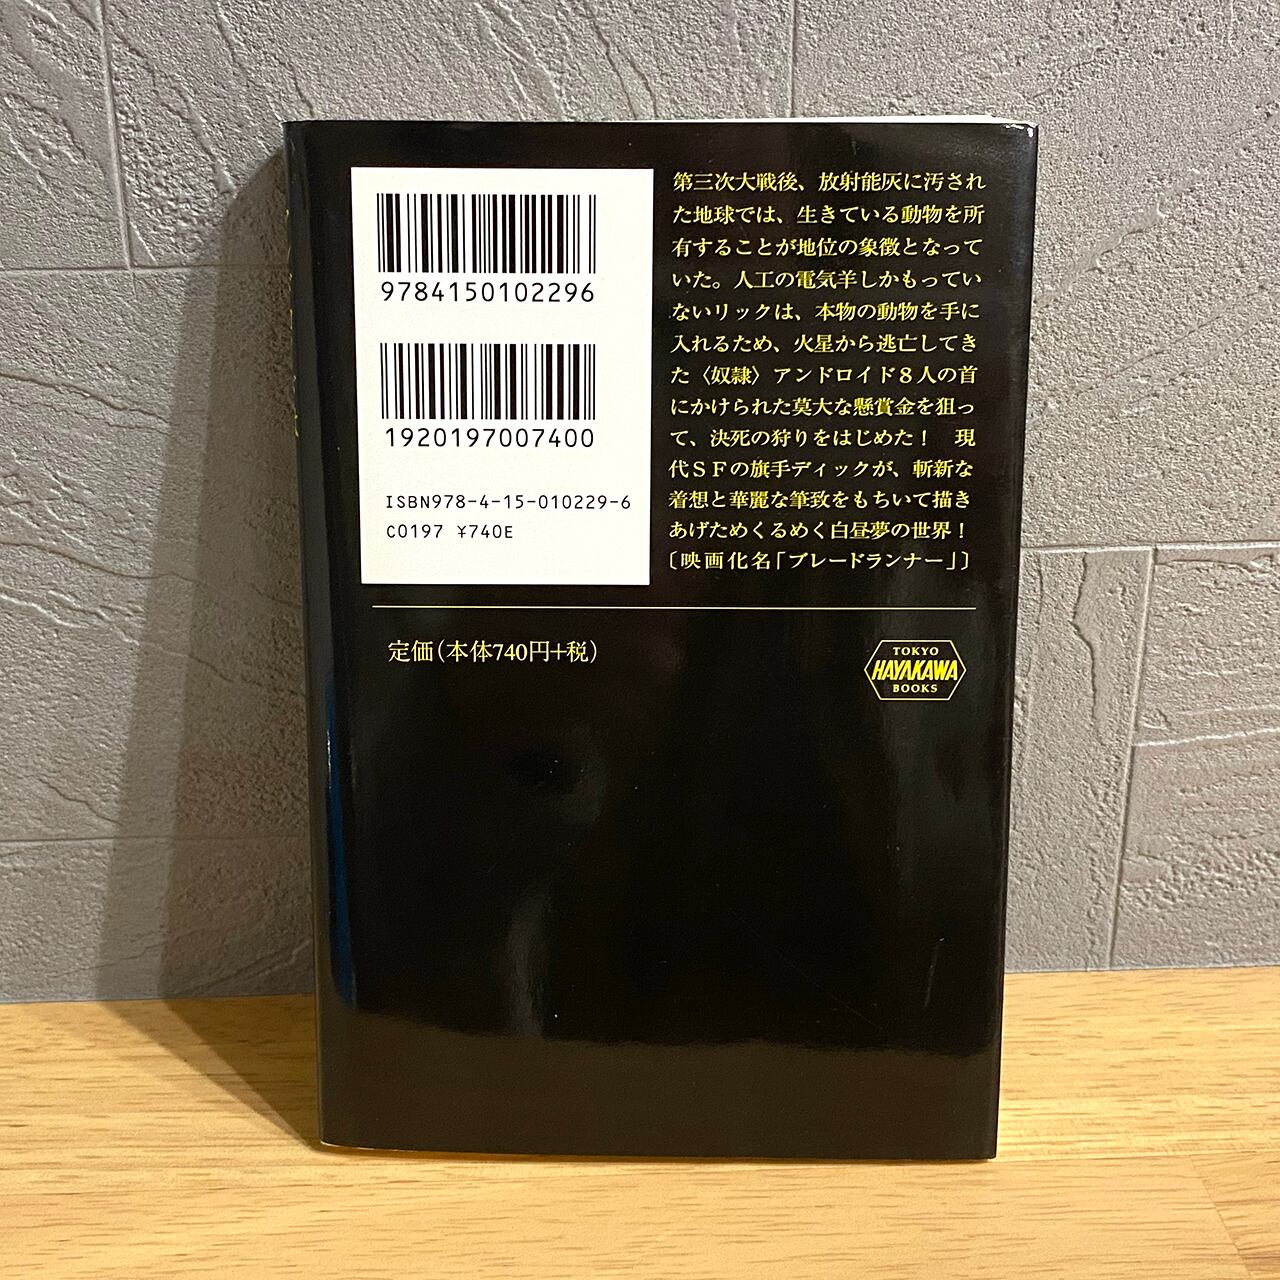 9784150102296
1920197007400
ISBN978-4-15-010229-6
C0197 ¥740E
第三次大戦後、放射能灰に汚され
た地球では、生きている動物を所
有することが地位の象徴となって
いた。人工の電気羊しかもってい
ないリックは、本物の動物を手に
入れるため、火星から逃亡してき
た〈奴隷〉アンドロイド8人の首
にかけられた莫大な懸賞金を狙っ
て、決死の狩りをはじめた！　現
代ＳＦの旗手ディックが、斬新な
着想と華麗な筆致をもちいて描き
あげためくるめく白昼夢の世界！
〔映画化名「ブレードランナー」〕
定価(本体740円+税)
TOKYO
HAYAKAWA
BOOKS